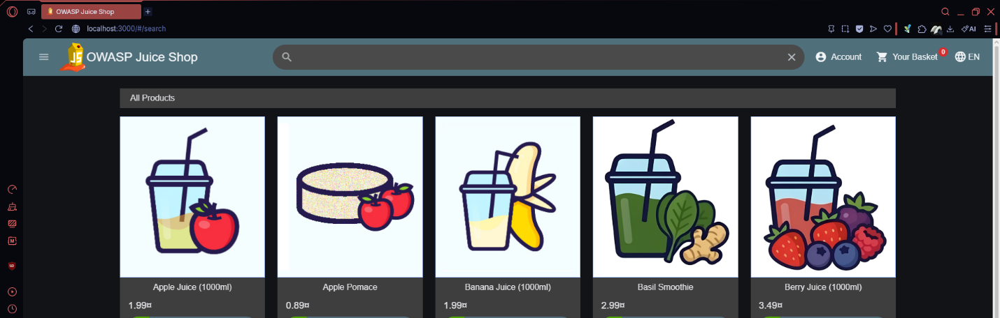 OWASP Juice Shop
localhost:3000/#/search
AI
JS OWASP Juice Shop
Account
Your Basket
0
EN
All Products
Apple Juice (1000ml)
Apple Pomace
Banana Juice (1000ml)
Basil Smoothie
Berry Juice (1000ml)
1.99¤
0.89¤
1.99¤
2.99¤
3.49¤